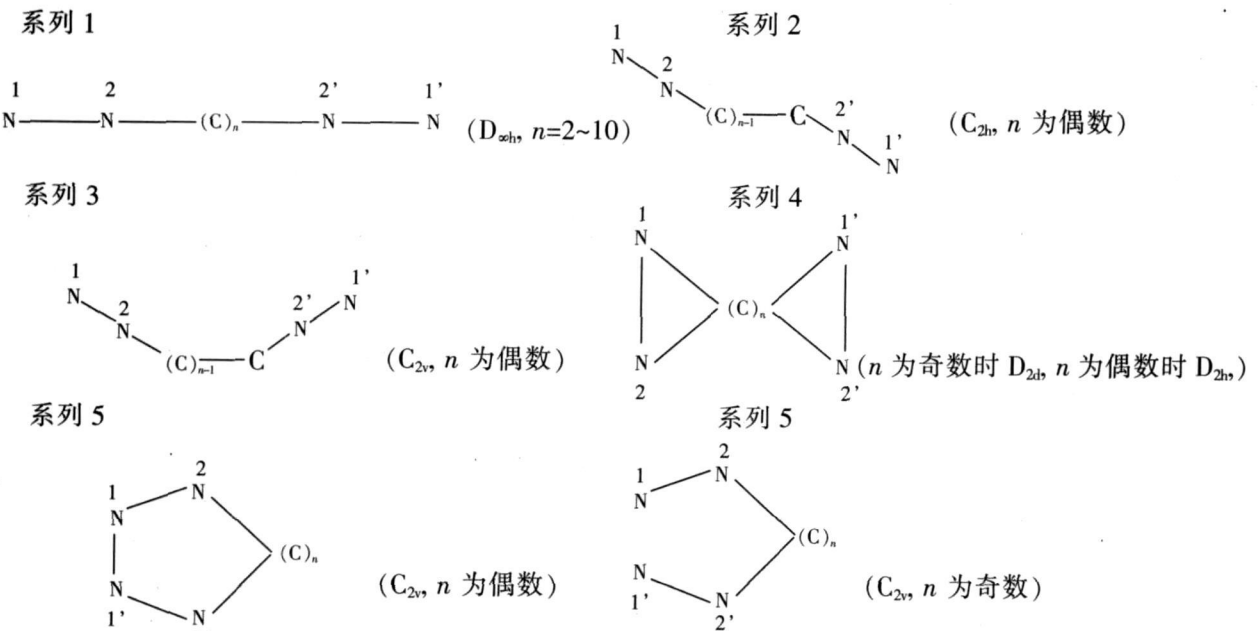 系列 1
1 2 2' 1'
N N (C)ₙ N N (D∞h, n=2~10)
系列 2
1
N 2
N (C)ₙ₋₁ C 2'
N 1'
N
(C₂h, n 为偶数)
系列 3
1
N 2
N (C)ₙ₋₁ C 2'
N 1'
N
(C₂v, n 为偶数)
系列 4
1 1'
N N
(C)ₙ
N N (n 为奇数时 D₂d, n 为偶数时 D₂h,)
2 2'
系列 5
2
1 N
N
(C)ₙ
N
1' N
(C₂v, n 为偶数)
系列 5
2
1 N
N
(C)ₙ
N
1' N
2'
(C₂v, n 为奇数)